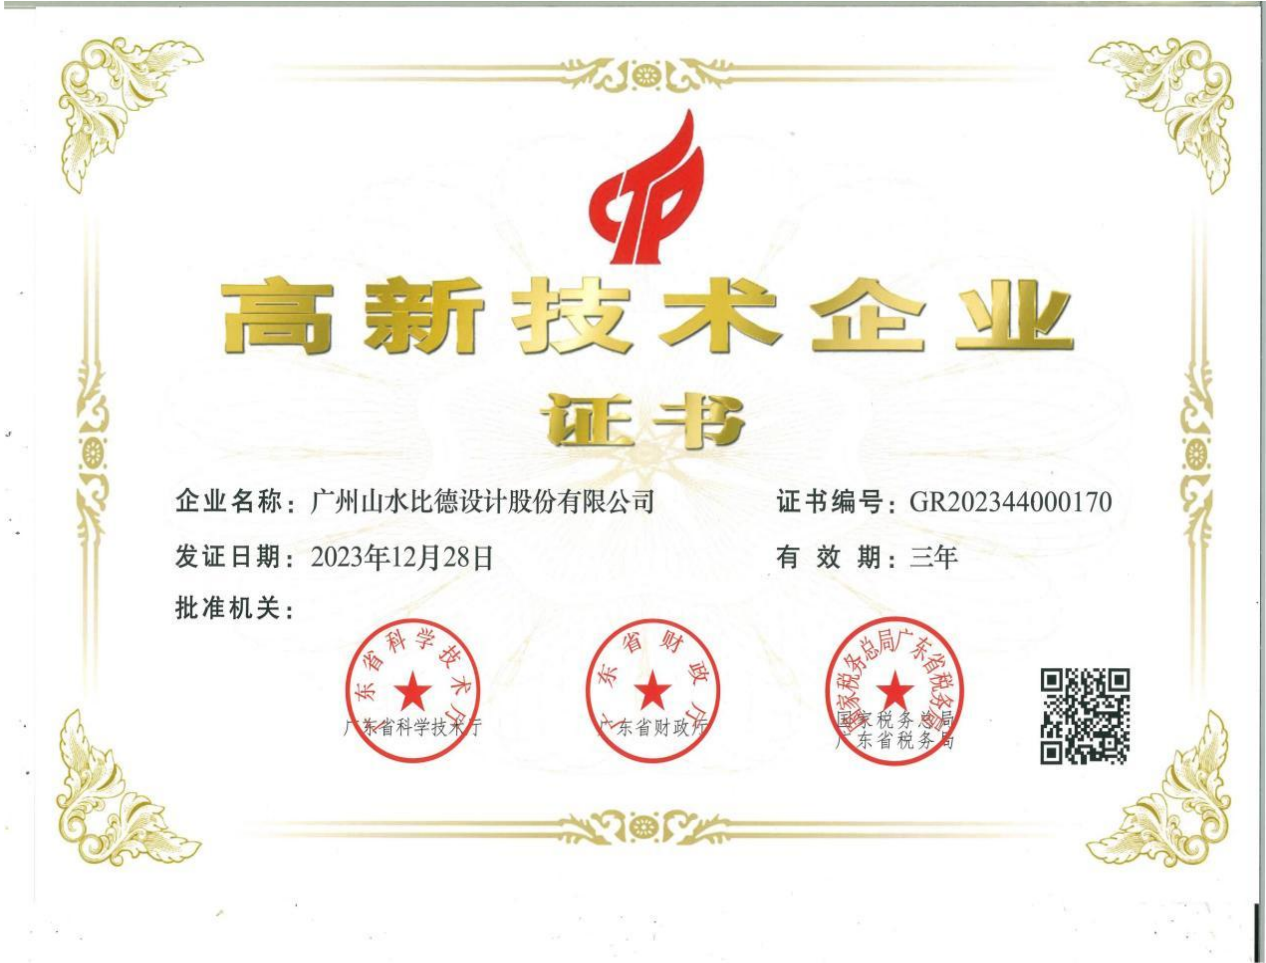 CTP
高新技术企业
证书
企业名称：广州山水比德设计股份有限公司
证书编号：GR202344000170
发证日期：2023年12月28日
有效期：三年
批准机关：
广东省科学技术厅
广东省科学技术厅
广东省财政厅
广东省财政厅
国家税务总局广东省税务局
国家税务总局
广东省税务局